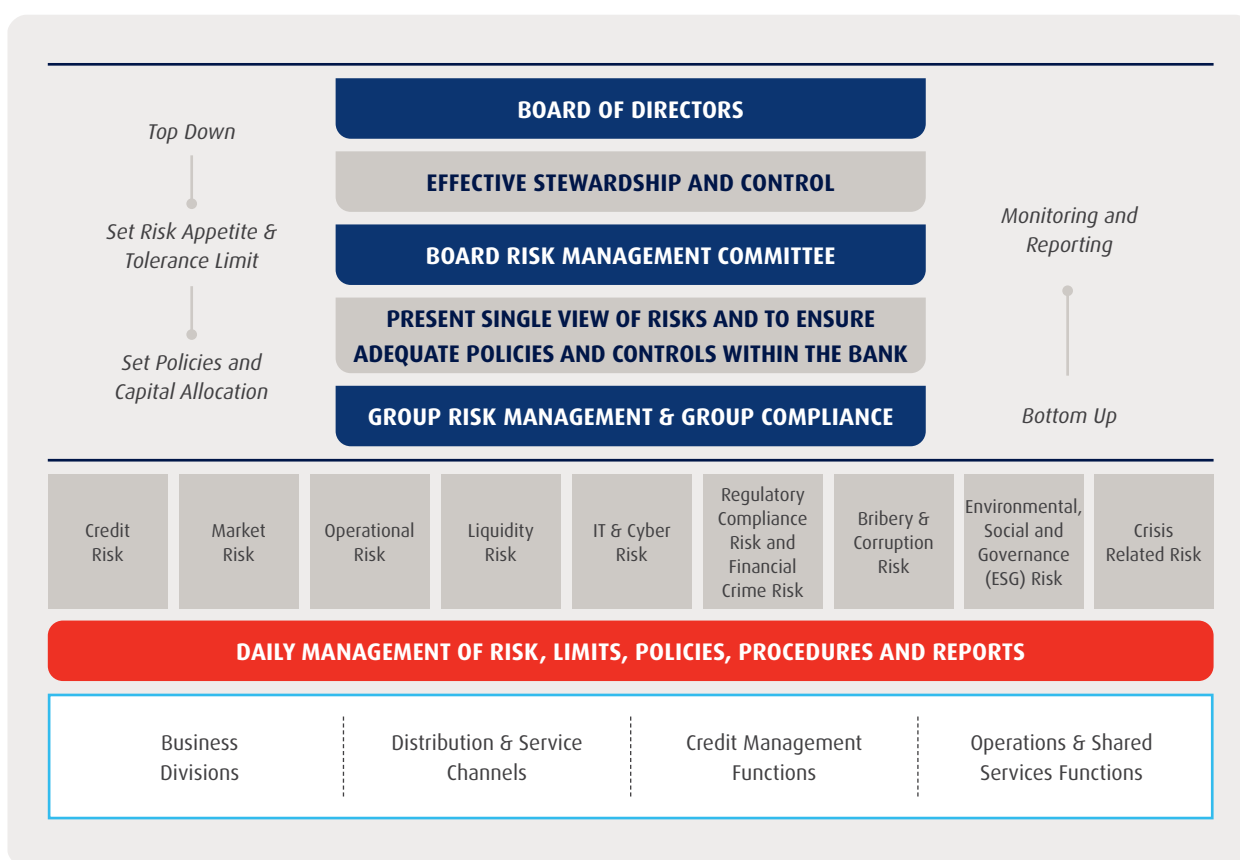 BOARD OF DIRECTORS
Top Down
EFFECTIVE STEWARDSHIP AND CONTROL
Set Risk Appetite &
Tolerance Limit
Monitoring and
Reporting
BOARD RISK MANAGEMENT COMMITTEE
PRESENT SINGLE VIEW OF RISKS AND TO ENSURE
ADEQUATE POLICIES AND CONTROLS WITHIN THE BANK
Set Policies and
Capital Allocation
GROUP RISK MANAGEMENT & GROUP COMPLIANCE
Bottom Up
Credit
Risk
Market
Risk
Operational
Risk
Liquidity
Risk
IT & Cyber
Risk
Regulatory
Compliance
Risk and
Financial
Crime Risk
Bribery &
Corruption
Risk
Environmental,
Social and
Governance
(ESG) Risk
Crisis
Related Risk
DAILY MANAGEMENT OF RISK, LIMITS, POLICIES, PROCEDURES AND REPORTS
Business
Divisions
Distribution & Service
Channels
Credit Management
Functions
Operations & Shared
Services Functions